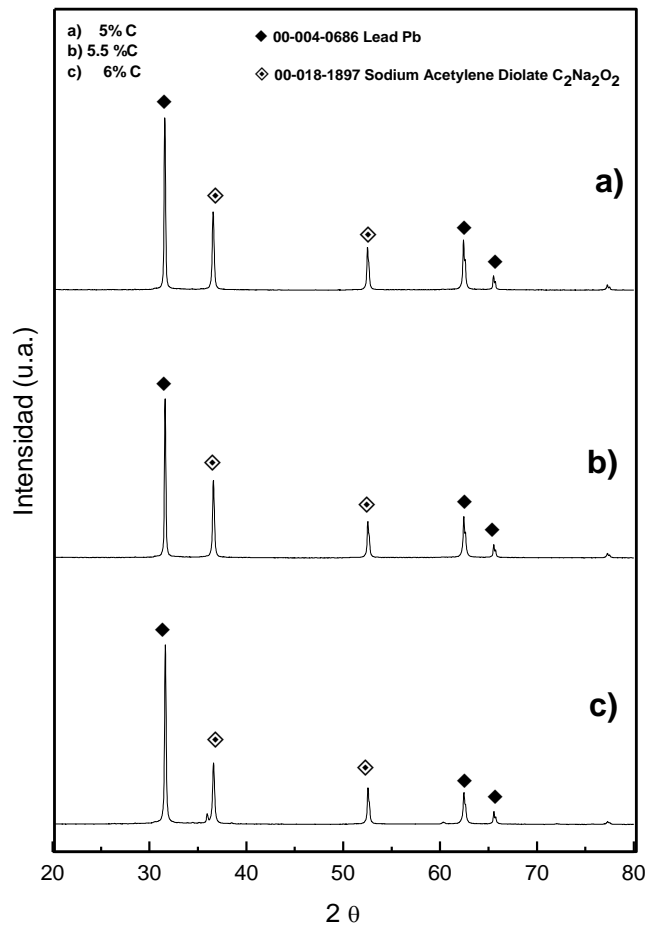 a) 5% C
b) 5.5 %C
c) 6% C
00-004-0686 Lead Pb
00-018-1897 Sodium Acetylene Diolate C₂Na₂O₂
a)
b)
c)
Intensidad (u.a.)
20 30 40 50 60 70 80
2 θ